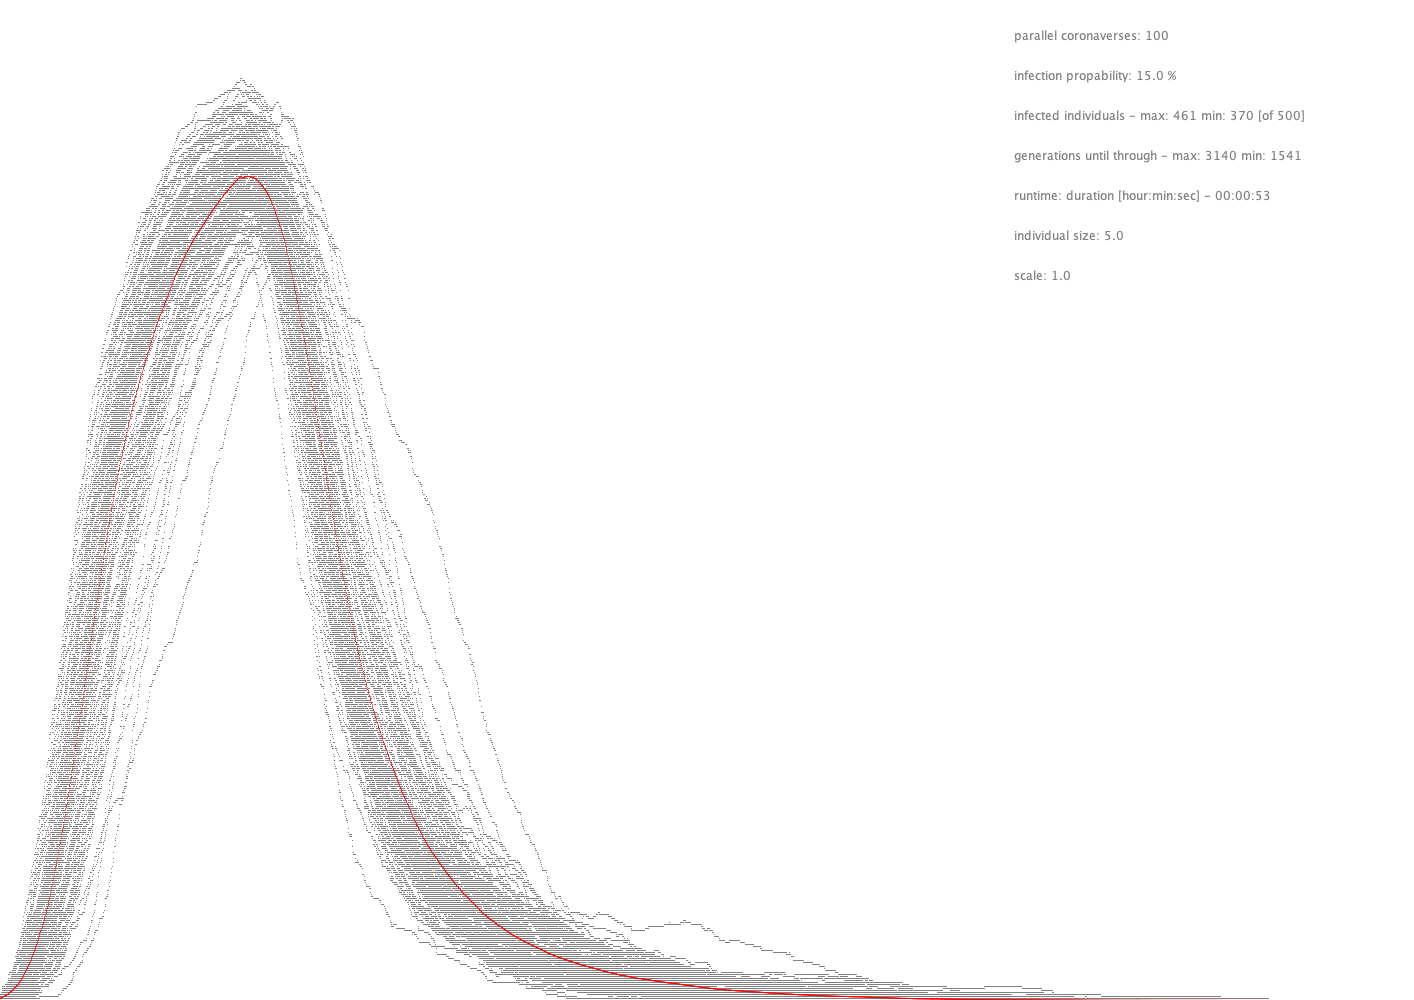 parallel coronaverses: 100
infection propability: 15.0 %
infected individuals – max: 461 min: 370 [of 500]
generations until through – max: 3140 min: 1541
runtime: duration [hour:min:sec] – 00:00:53
individual size: 5.0
scale: 1.0